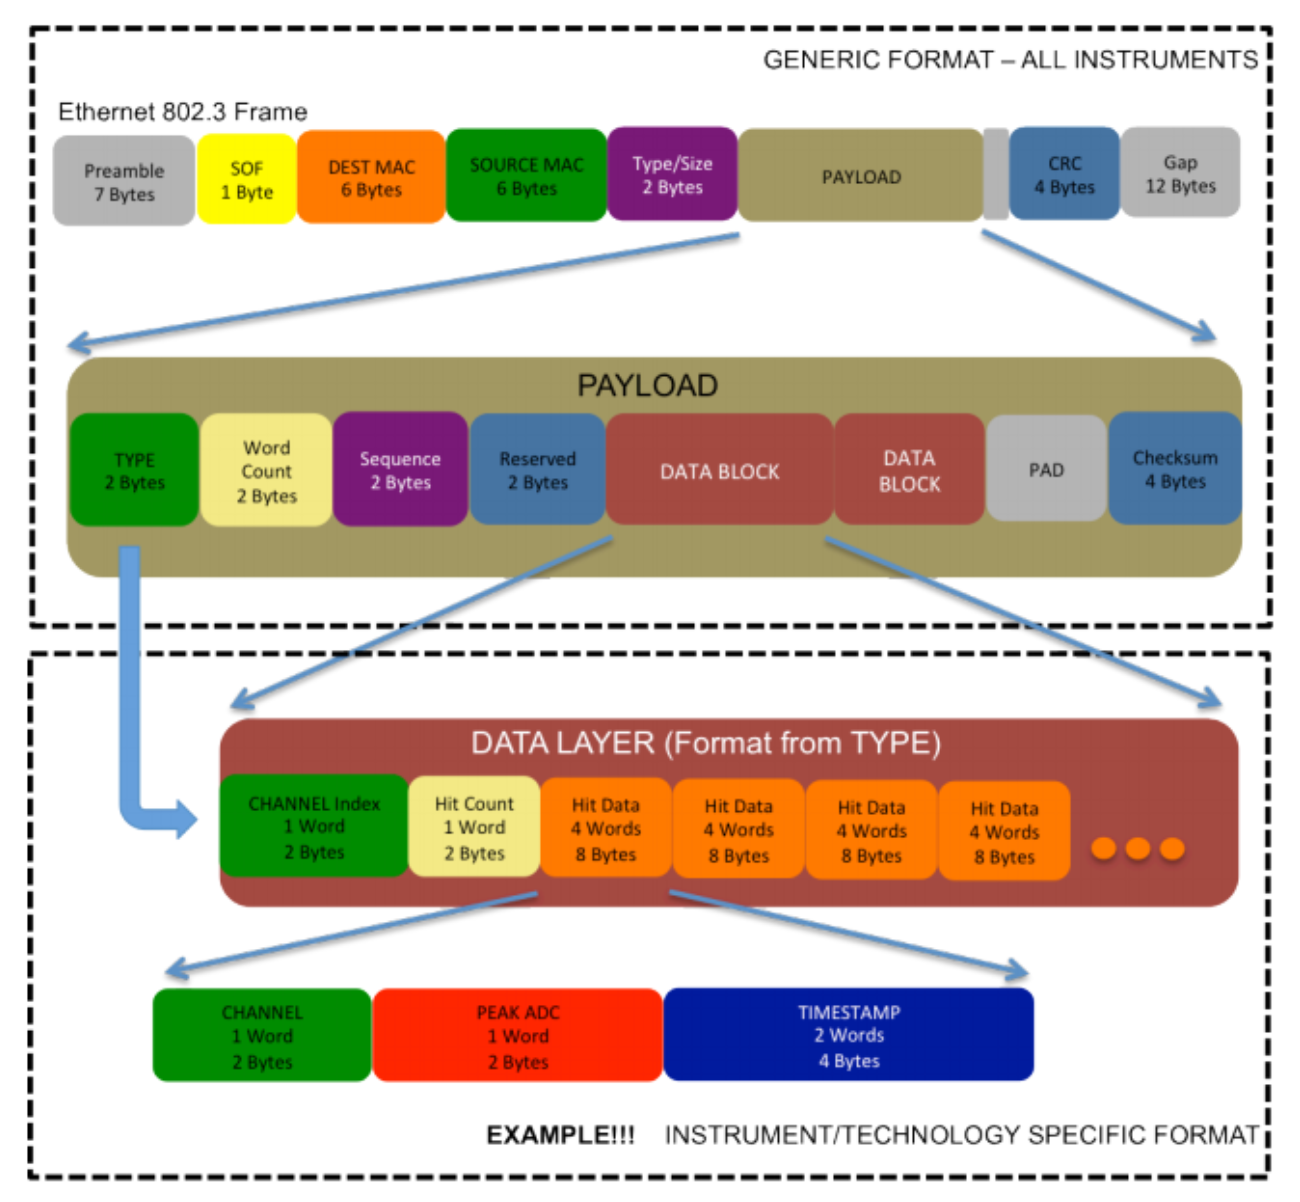 GENERIC FORMAT – ALL INSTRUMENTS
Ethernet 802.3 Frame
Preamble
7 Bytes
SOF
1 Byte
DEST MAC
6 Bytes
SOURCE MAC
6 Bytes
Type/Size
2 Bytes
PAYLOAD
CRC
4 Bytes
Gap
12 Bytes
PAYLOAD
TYPE
2 Bytes
Word
Count
2 Bytes
Sequence
2 Bytes
Reserved
2 Bytes
DATA BLOCK
DATA
BLOCK
PAD
Checksum
4 Bytes
DATA LAYER (Format from TYPE)
CHANNEL Index
1 Word
2 Bytes
Hit Count
1 Word
2 Bytes
Hit Data
4 Words
8 Bytes
Hit Data
4 Words
8 Bytes
Hit Data
4 Words
8 Bytes
Hit Data
4 Words
8 Bytes
CHANNEL
1 Word
2 Bytes
PEAK ADC
1 Word
2 Bytes
TIMESTAMP
2 Words
4 Bytes
EXAMPLE!!! INSTRUMENT/TECHNOLOGY SPECIFIC FORMAT